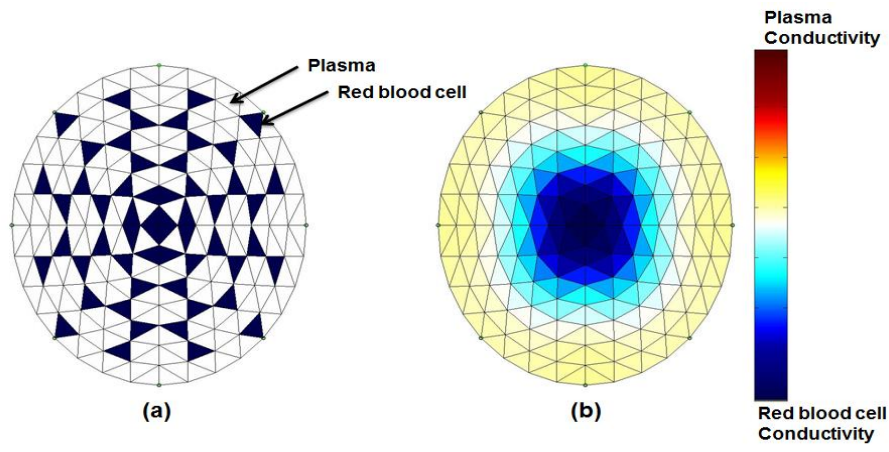 Plasma
Red blood cell
(a)
(b)
Plasma
Conductivity
Red blood cell
Conductivity